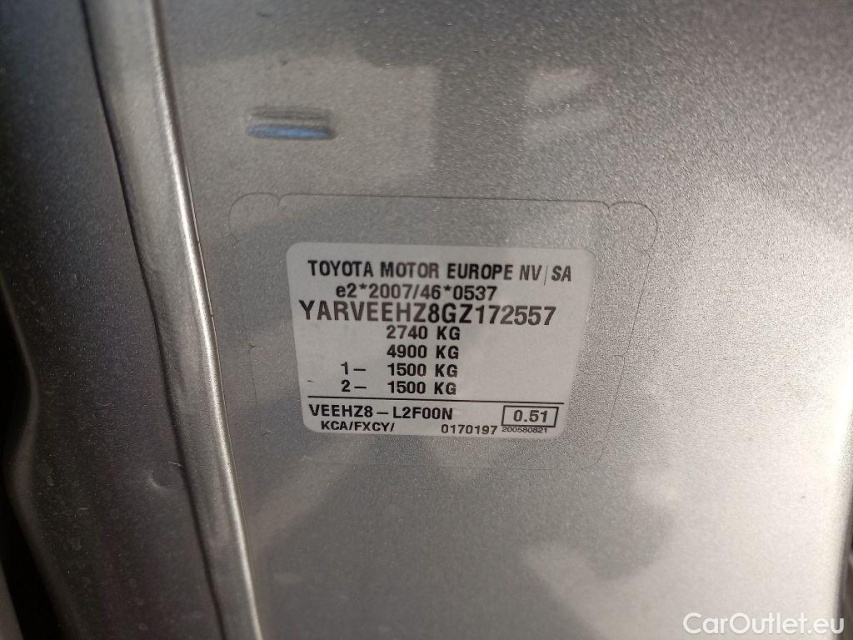 TOYOTA MOTOR EUROPE NV/SA
e2*2007/46*0537
YARVEEHZ8GZ172557
2740 KG
4900 KG
1- 1500 KG
2- 1500 KG
VEEHZ8-L2F00N 0.51
KCA/FXCY/ 0170197 200580821
CarOutlet.eu